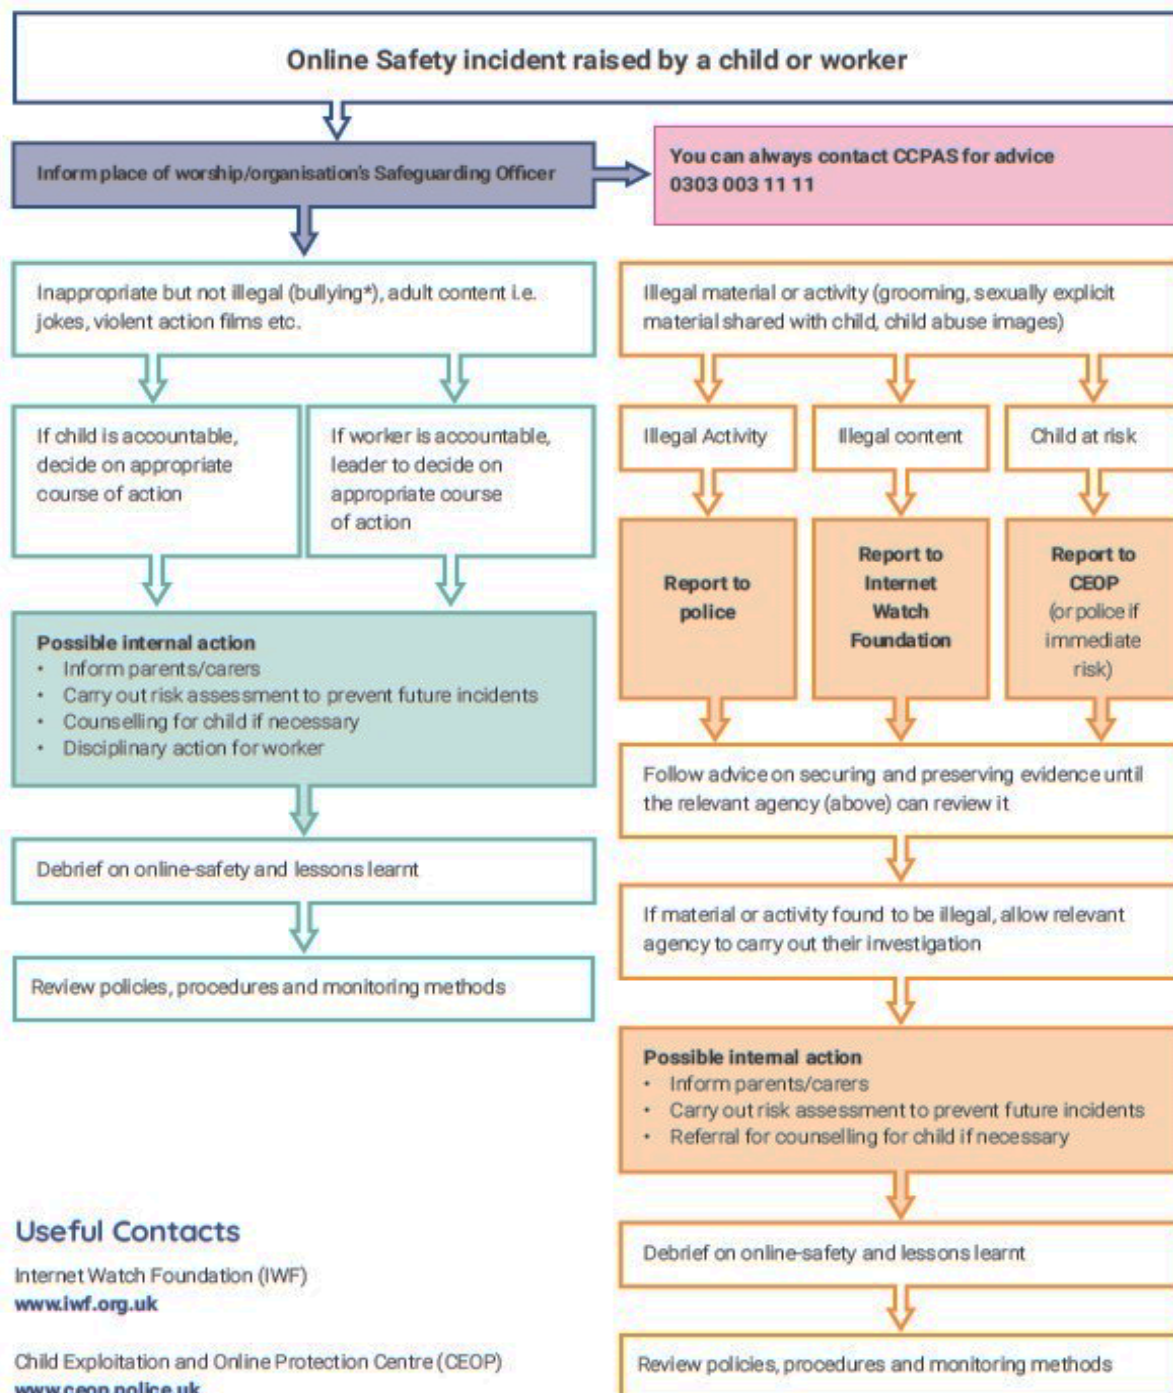 Online Safety incident raised by a child or worker
Inform place of worship/organisation's Safeguarding Officer
You can always contact CCPAS for advice
0303 003 11 11
Inappropriate but not illegal (bullying*), adult content i.e.
jokes, violent action films etc.
If child is accountable,
decide on appropriate
course of action
If worker is accountable,
leader to decide on
appropriate course
of action
Possible internal action
• Inform parents/carers
• Carry out risk assessment to prevent future incidents
• Counselling for child if necessary
• Disciplinary action for worker
Debrief on online-safety and lessons learnt
Review policies, procedures and monitoring methods
Illegal material or activity (grooming, sexually explicit
material shared with child, child abuse images)
Illegal Activity
Illegal content
Child at risk
Report to
police
Report to
Internet
Watch
Foundation
Report to
CEOP
(or police if
immediate
risk)
Follow advice on securing and preserving evidence until
the relevant agency (above) can review it
If material or activity found to be illegal, allow relevant
agency to carry out their investigation
Possible internal action
• Inform parents/carers
• Carry out risk assessment to prevent future incidents
• Referral for counselling for child if necessary
Debrief on online-safety and lessons learnt
Review policies, procedures and monitoring methods
Useful Contacts
Internet Watch Foundation (IWF)
www.iwf.org.uk
Child Exploitation and Online Protection Centre (CEOP)
www.ceop.police.uk